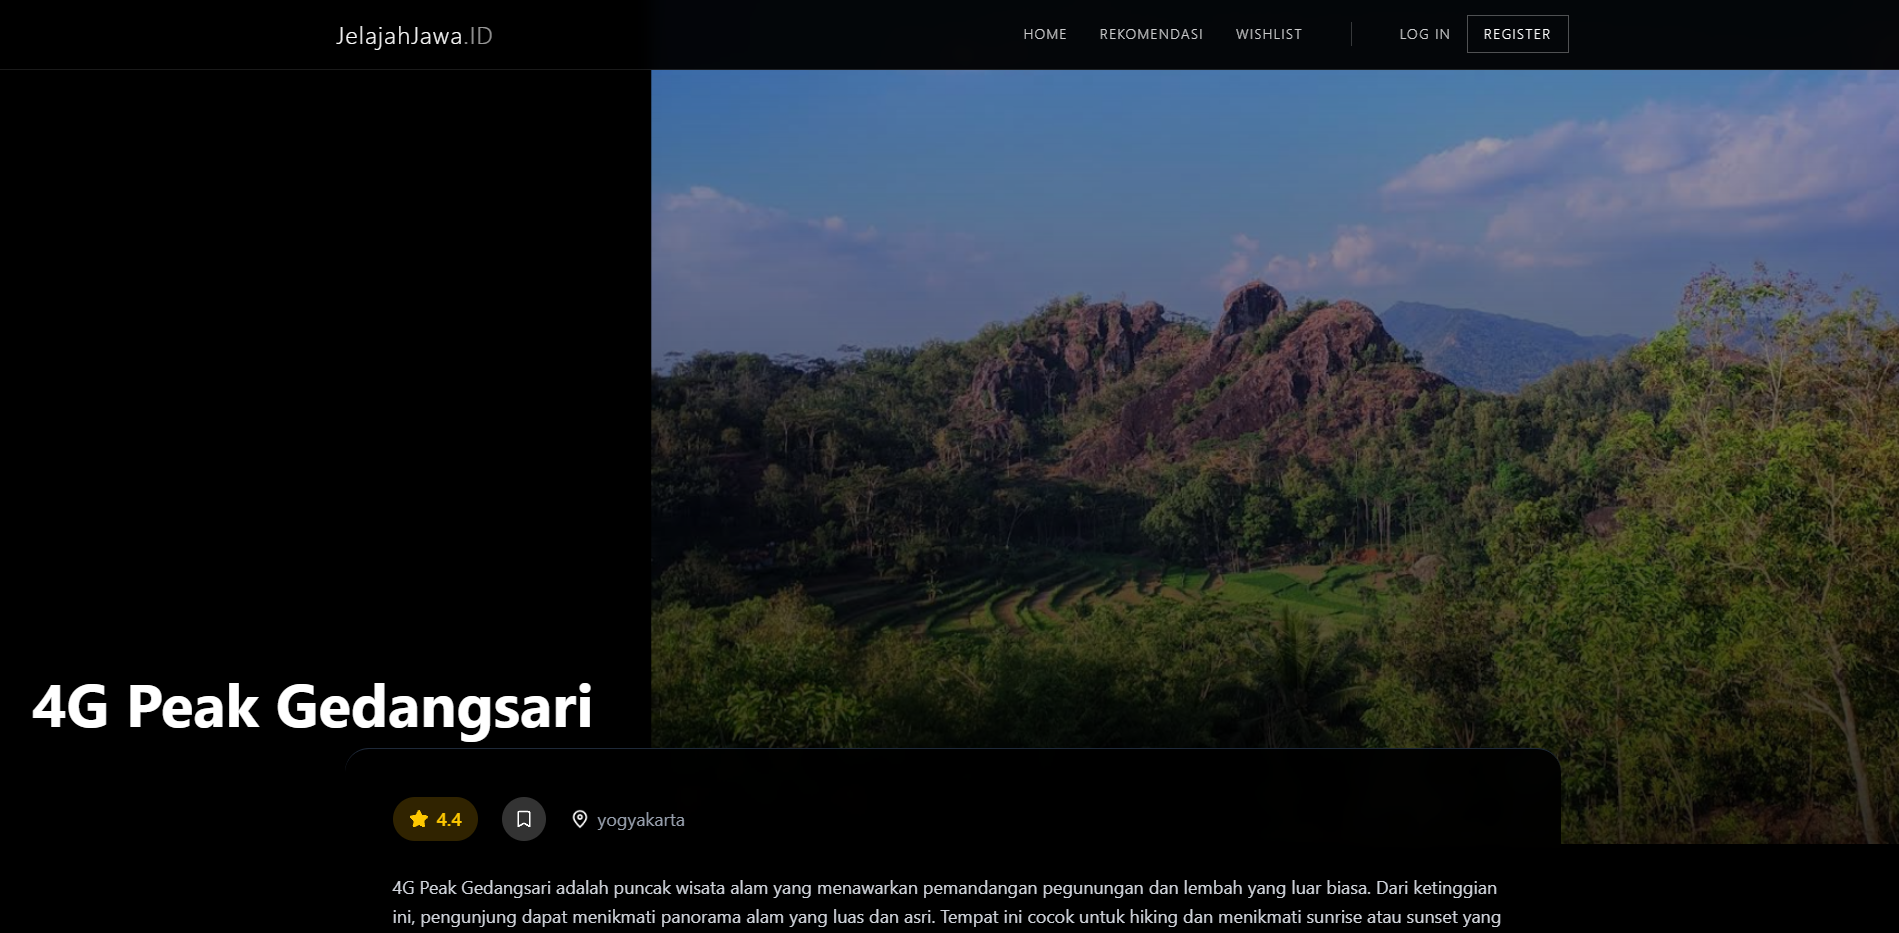 JelajahJawa.ID
HOME REKOMENDASI WISHLIST LOG IN REGISTER
4G Peak Gedangsari
4.4 yogyakarta
4G Peak Gedangsari adalah puncak wisata alam yang menawarkan pemandangan pegunungan dan lembah yang luar biasa. Dari ketinggian
ini, pengunjung dapat menikmati panorama alam yang luas dan asri. Tempat ini cocok untuk hiking dan menikmati sunrise atau sunset yang